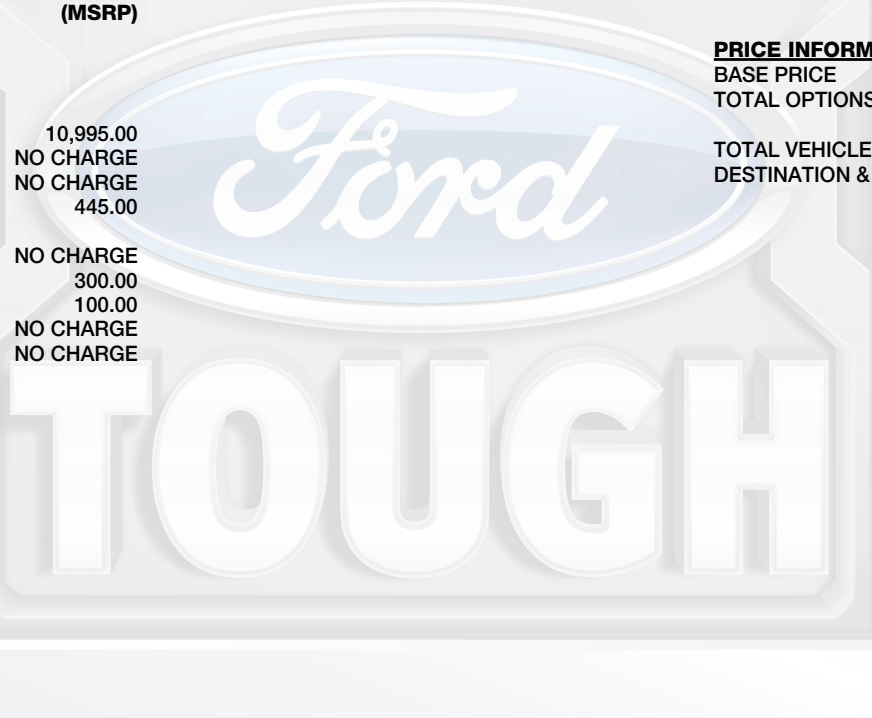 (MSRP)
10,995.00
NO CHARGE
NO CHARGE
445.00
NO CHARGE
300.00
100.00
NO CHARGE
NO CHARGE
PRICE INFORM
BASE PRICE
TOTAL OPTIONS
TOTAL VEHICLE
DESTINATION &
Ford
TOUGH